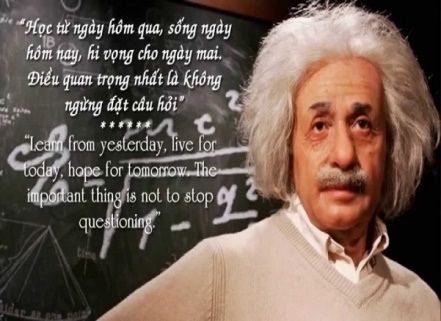 “Học từ ngày hôm qua, sống ngày
hôm nay, hi vọng cho ngày mai.
Điều quan trọng nhất là không
ngừng đặt câu hỏi”
******
“Learn from yesterday, live for
today, hope for tomorrow. The
important thing is not to stop
questioning.”